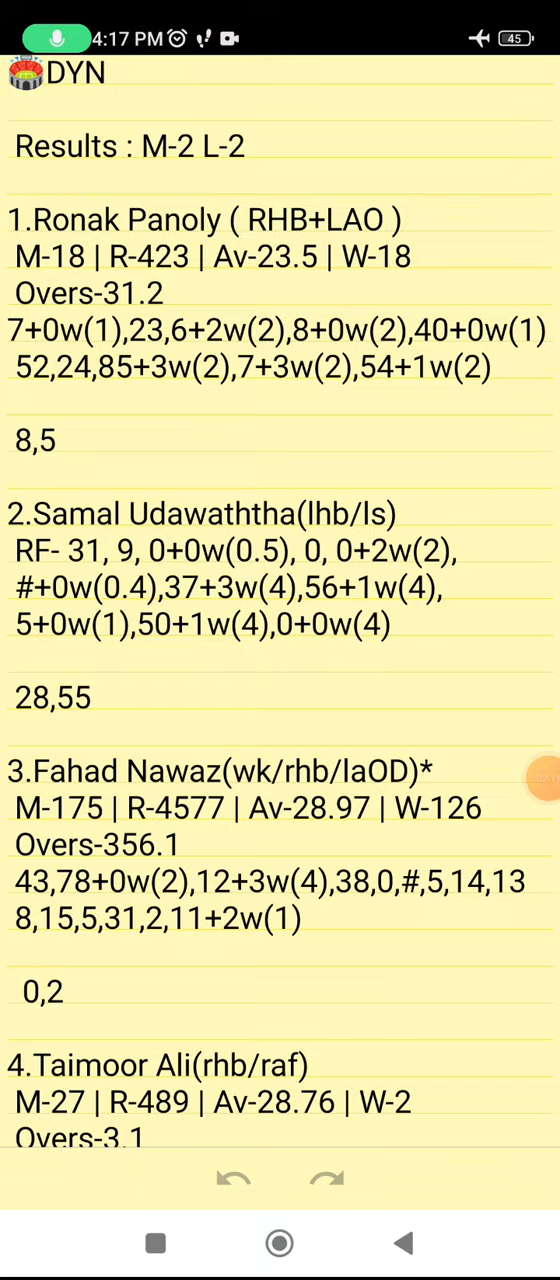 4:17 PM
45
DYN
Results : M-2 L-2
1.Ronak Panoly ( RHB+LAO )
M-18 | R-423 | Av-23.5 | W-18
Overs-31.2
7+0w(1),23,6+2w(2),8+0w(2),40+0w(1)
52,24,85+3w(2),7+3w(2),54+1w(2)
8,5
2.Samal Udawaththa(lhb/ls)
RF- 31, 9, 0+0w(0.5), 0, 0+2w(2),
#+0w(0.4),37+3w(4),56+1w(4),
5+0w(1),50+1w(4),0+0w(4)
28,55
3.Fahad Nawaz(wk/rhb/laOD)*
M-175 | R-4577 | Av-28.97 | W-126
Overs-356.1
43,78+0w(2),12+3w(4),38,0,#,5,14,13
8,15,5,31,2,11+2w(1)
0,2
4.Taimoor Ali(rhb/raf)
M-27 | R-489 | Av-28.76 | W-2
Overs-3.1